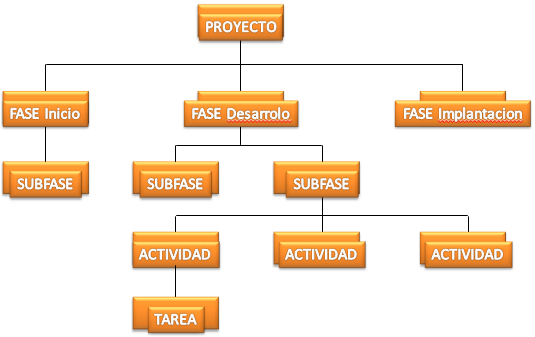 PROYECTO
FASE Inicio
FASE Desarrolo
FASE Implantacion
SUBFASE
SUBFASE
SUBFASE
ACTIVIDAD
ACTIVIDAD
ACTIVIDAD
TAREA